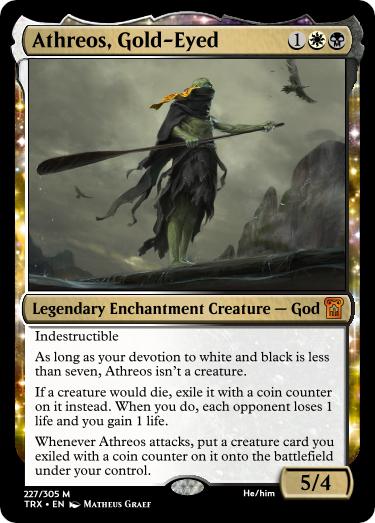 Athreos, Gold-Eyed 1
Legendary Enchantment Creature — God
Indestructible
As long as your devotion to white and black is less
than seven, Athreos isn't a creature.
If a creature would die, exile it with a coin counter
on it instead. When you do, each opponent loses 1
life and you gain 1 life.
Whenever Athreos attacks, put a creature card you
exiled with a coin counter on it onto the battlefield
under your control.
5/4
227/305 M
He/him
TRX • EN Matheus Graef